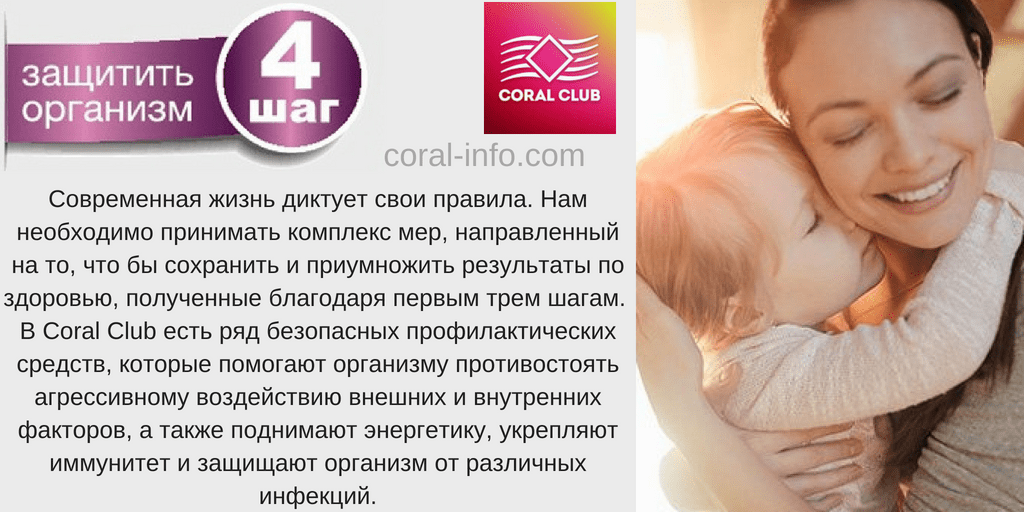 защитить
организм
4
шаг
CORAL CLUB
coral-info.com
Современная жизнь диктует свои правила. Нам
необходимо принимать комплекс мер, направленный
на то, что бы сохранить и приумножить результаты по
здоровью, полученные благодаря первым трем шагам.
В Coral Club есть ряд безопасных профилактических
средств, которые помогают организму противостоять
агрессивному воздействию внешних и внутренних
факторов, а также поднимают энергетику, укрепляют
иммунитет и защищают организм от различных
инфекций.